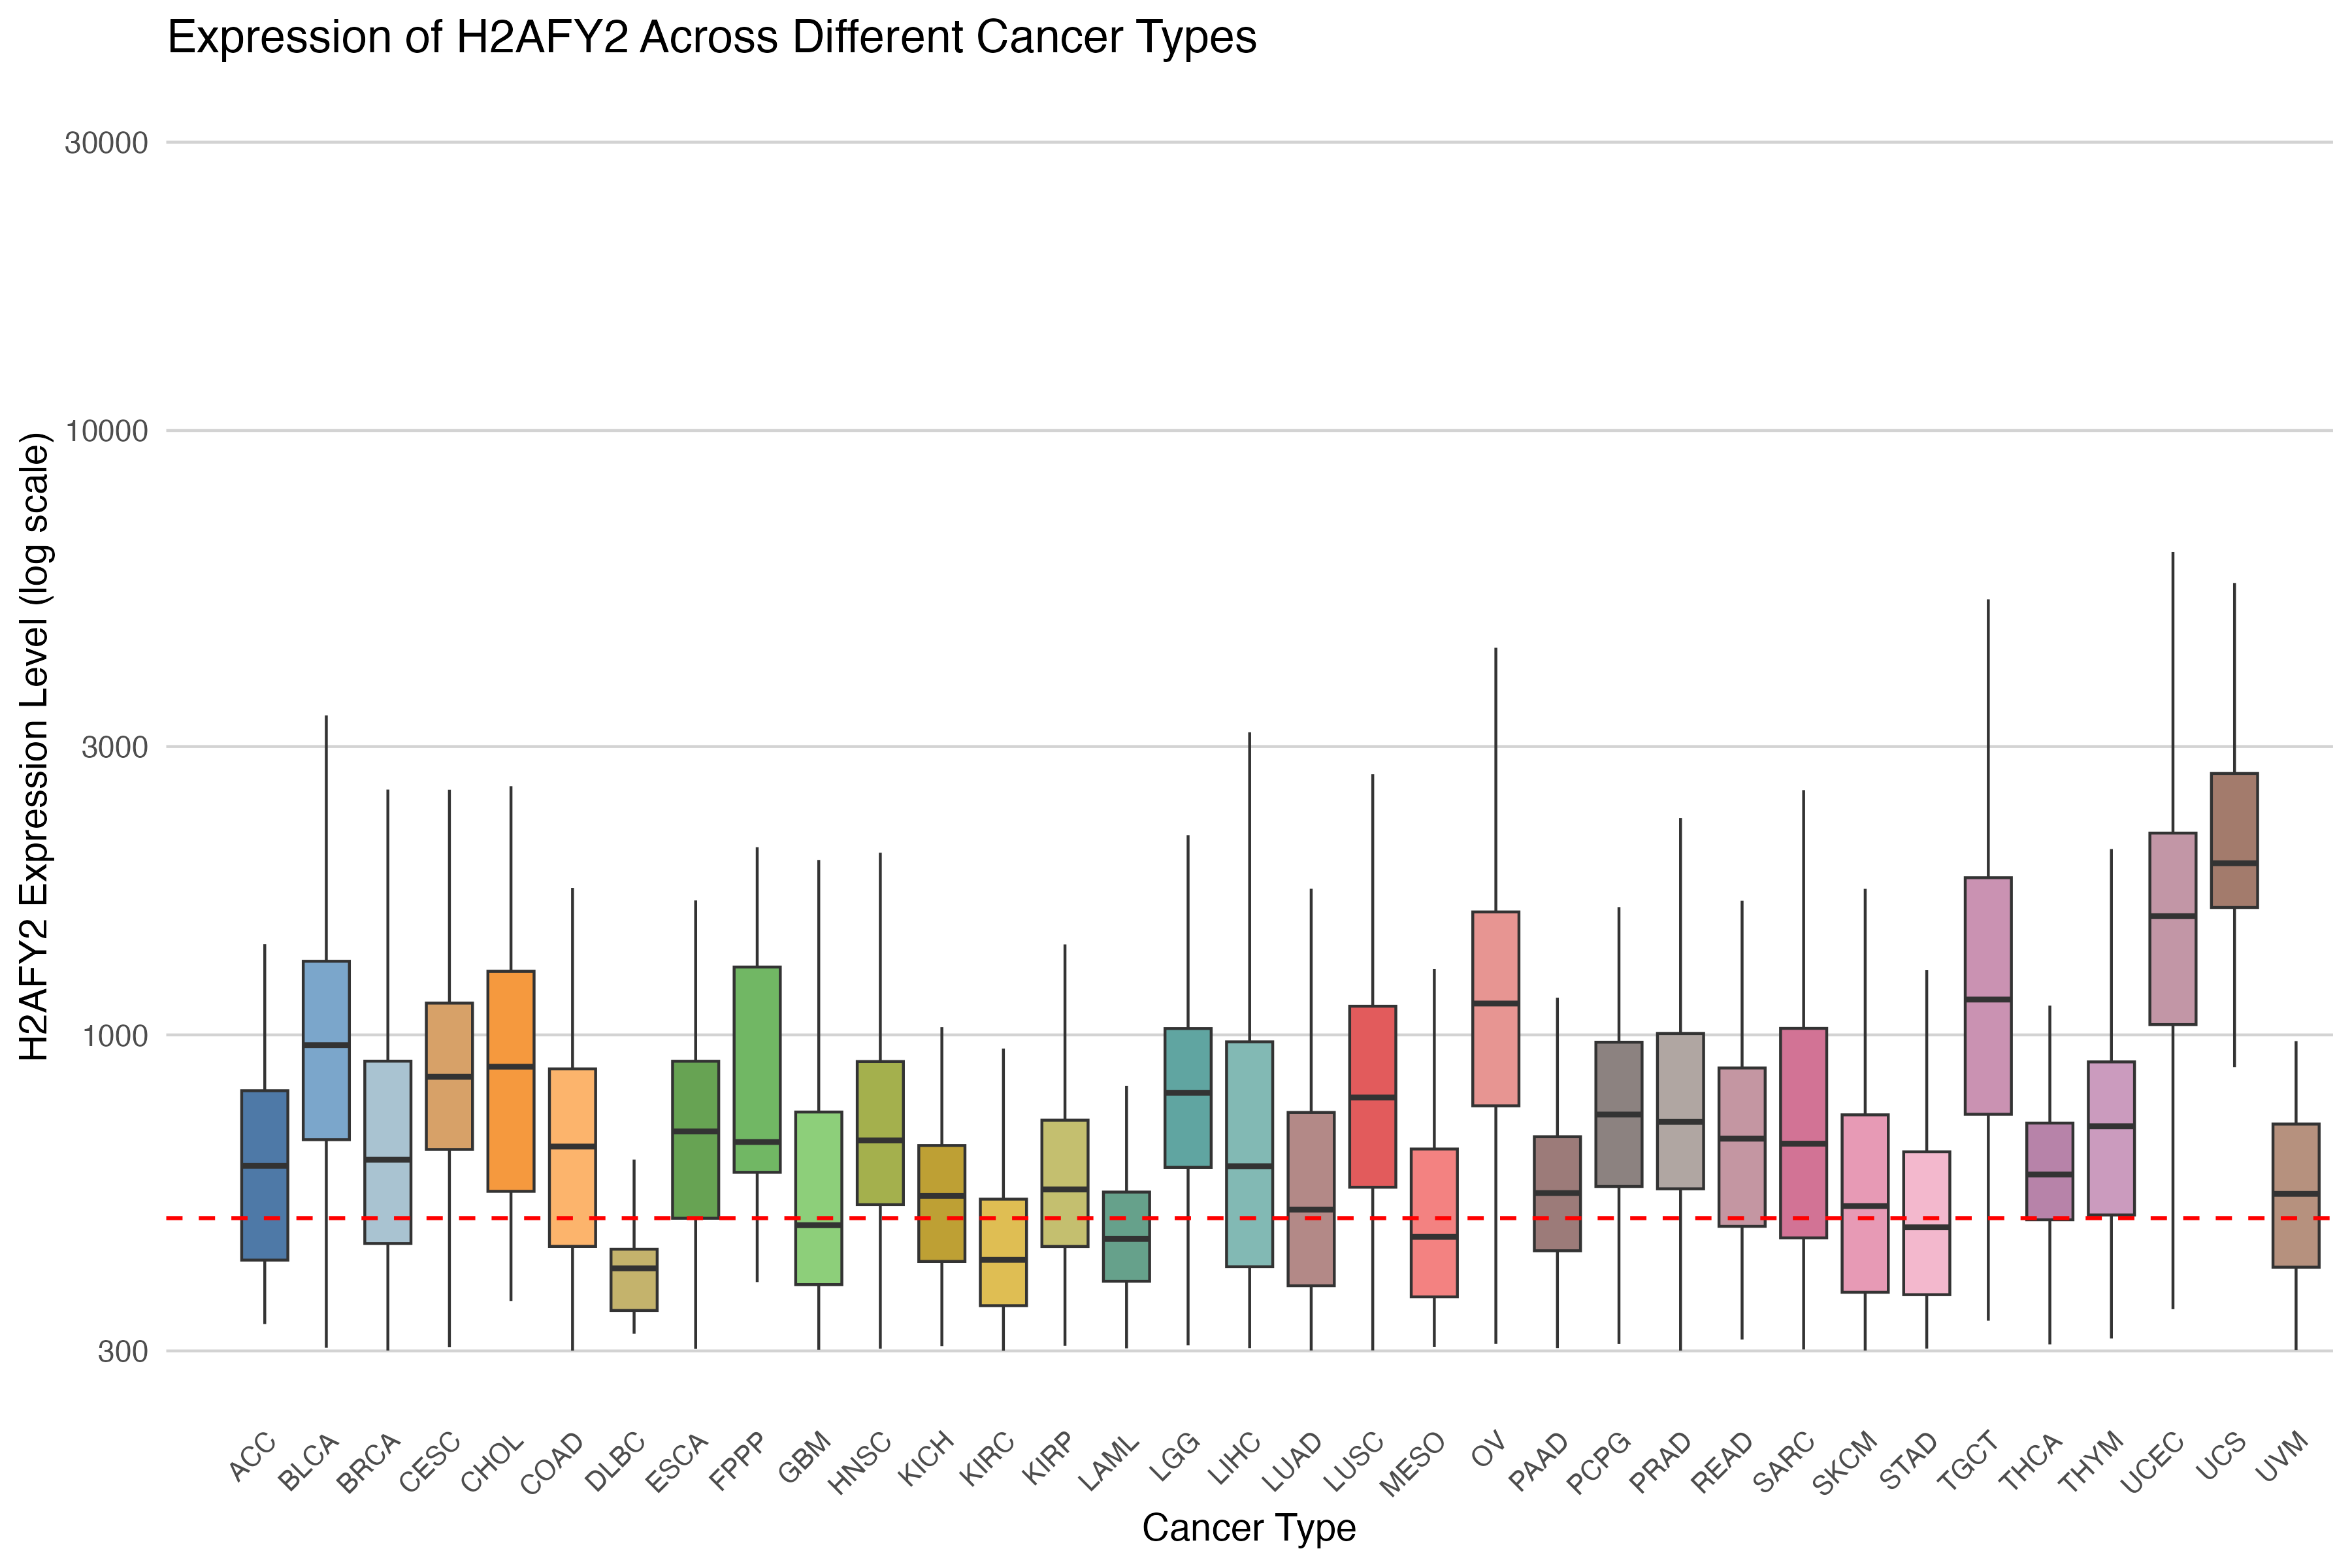 Expression of H2AFY2 Across Different Cancer Types
H2AFY2 Expression Level (log scale)
30000
10000
3000
1000
300
ACC
BLCA
BRCA
CESC
CHOL
COAD
DLBC
ESCA
FPPP
GBM
HNSC
KICH
KIRC
KIRP
LAML
LGG
LIHC
LUAD
LUSC
MESO
OV
PAAD
PCPG
PRAD
READ
SARC
SKCM
STAD
TGCT
THCA
THYM
UCEC
UCS
UVM
Cancer Type